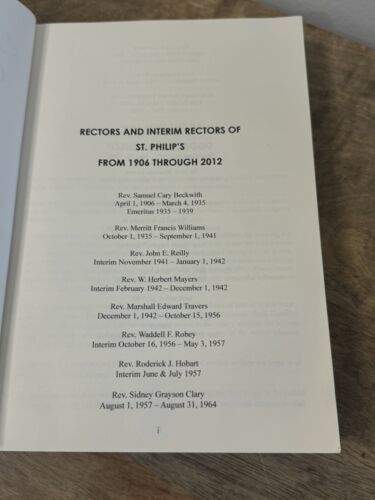 RECTORS AND INTERIM RECTORS OF
ST. PHILIP'S
FROM 1906 THROUGH 2012
Rev. Samuel Cary Beckwith
April 1, 1906 – March 4, 1935
Emeritus 1935 – 1939
Rev. Merritt Francis Williams
October 1, 1935 – September 1, 1941
Rev. John E. Reilly
Interim November 1941 – January 1, 1942
Rev. W. Herbert Mayers
Interim February 1942 – December 1, 1942
Rev. Marshall Edward Travers
December 1, 1942 – October 15, 1956
Rev. Waddell F. Robey
Interim October 16, 1956 – May 3, 1957
Rev. Roderick J. Hobart
Interim June & July 1957
Rev. Sidney Grayson Clary
August 1, 1957 – August 31, 1964
i